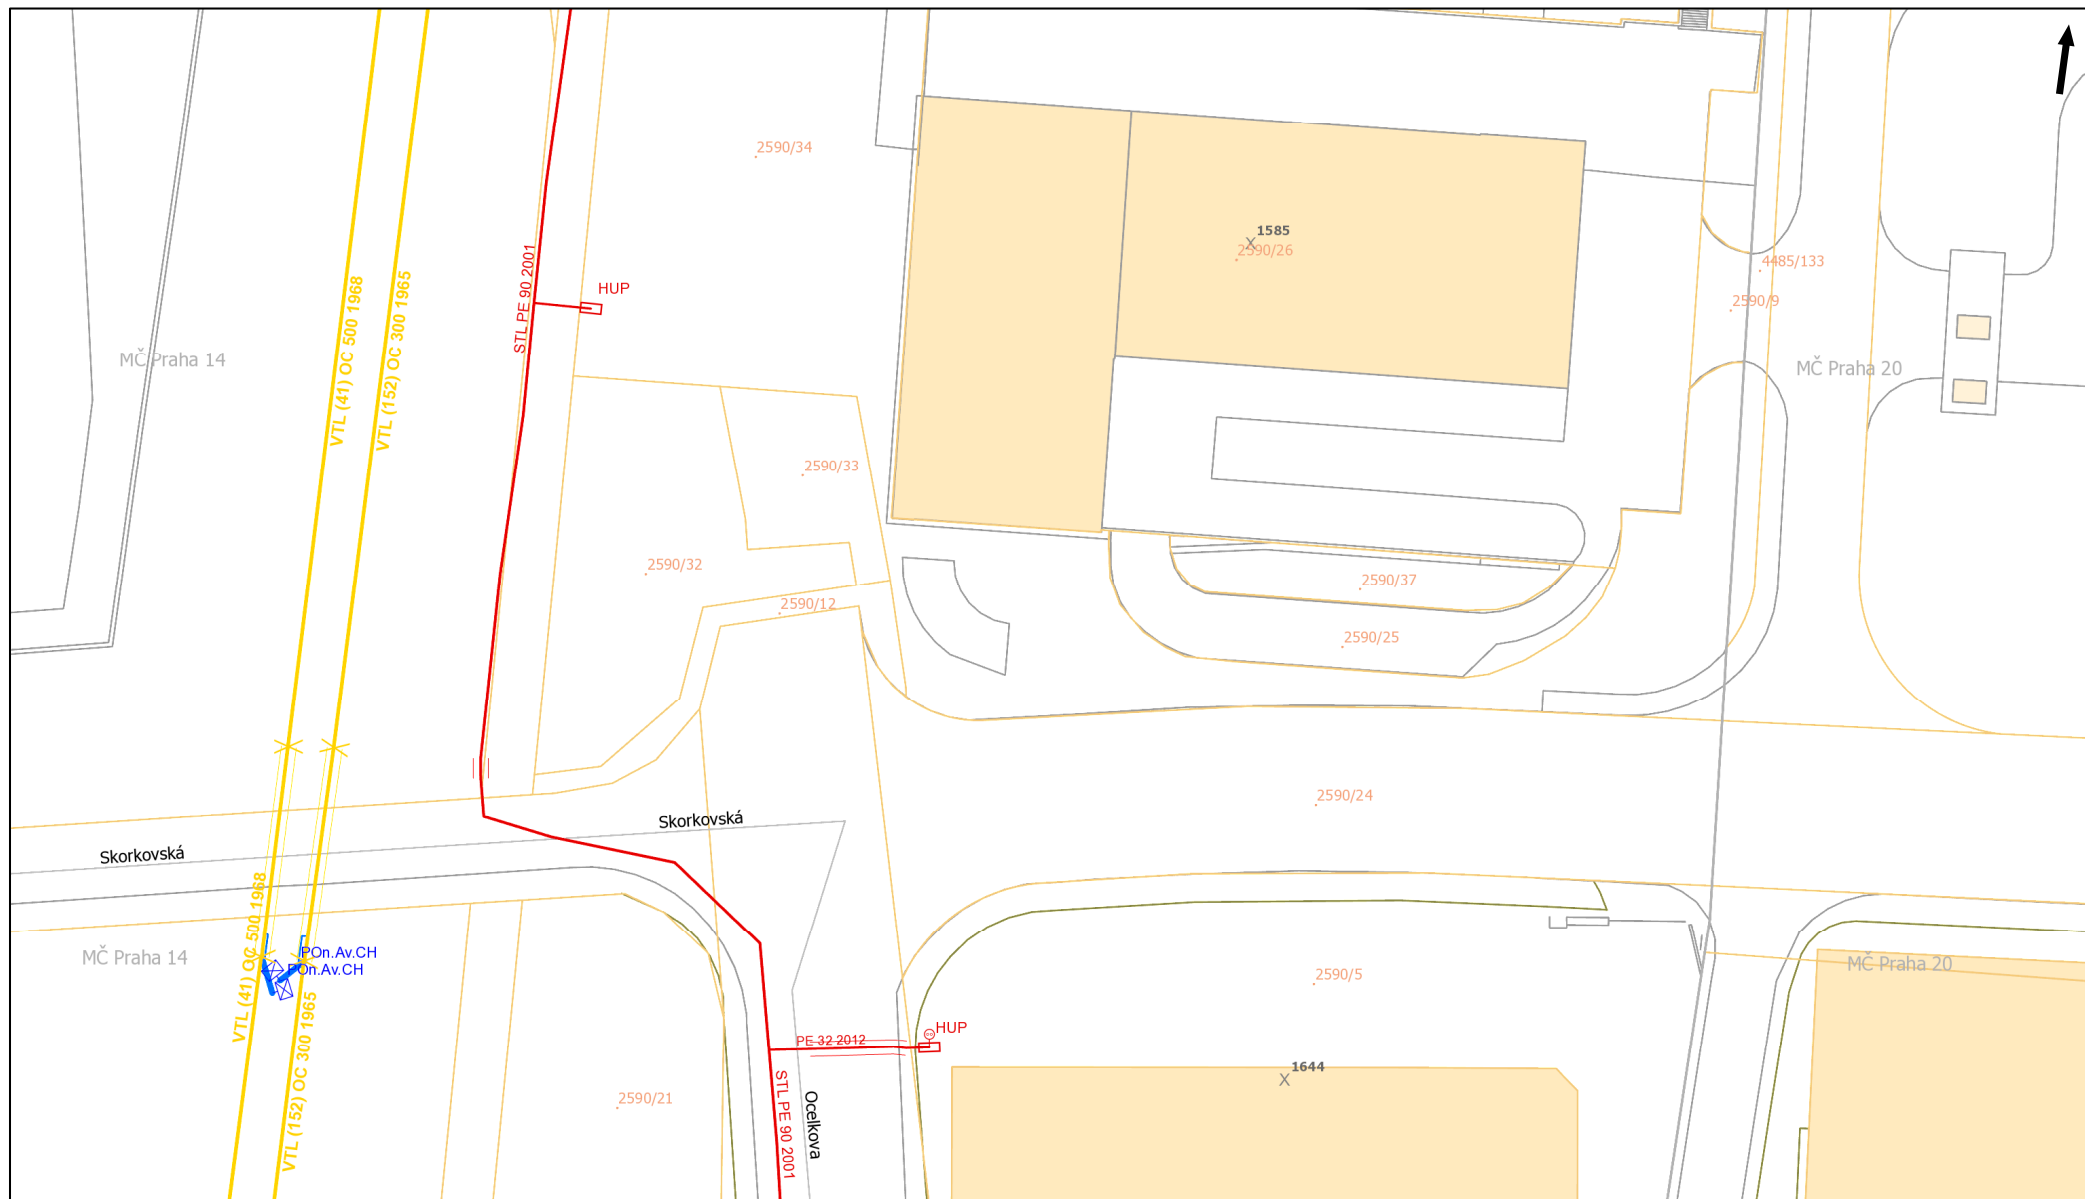 2590/34
1585
2590/26
4485/133
2590/9
STL PE 90 2001
HUP
VTL (41) OC 500 1968
VTL (152) OC 300 1965
MČ Praha 14
MČ Praha 20
2590/33
2590/32
2590/12
2590/37
2590/25
2590/24
Skorkovská
Skorkovská
VTL (41) OC 500 1968
MČ Praha 14
POn.Av.CH
POn.Av.CH
VTL (152) OC 300 1965
MČ Praha 20
2590/5
HUP
PE 32 2012
1644
STL PE 90 2001
Ocelkova
2590/21